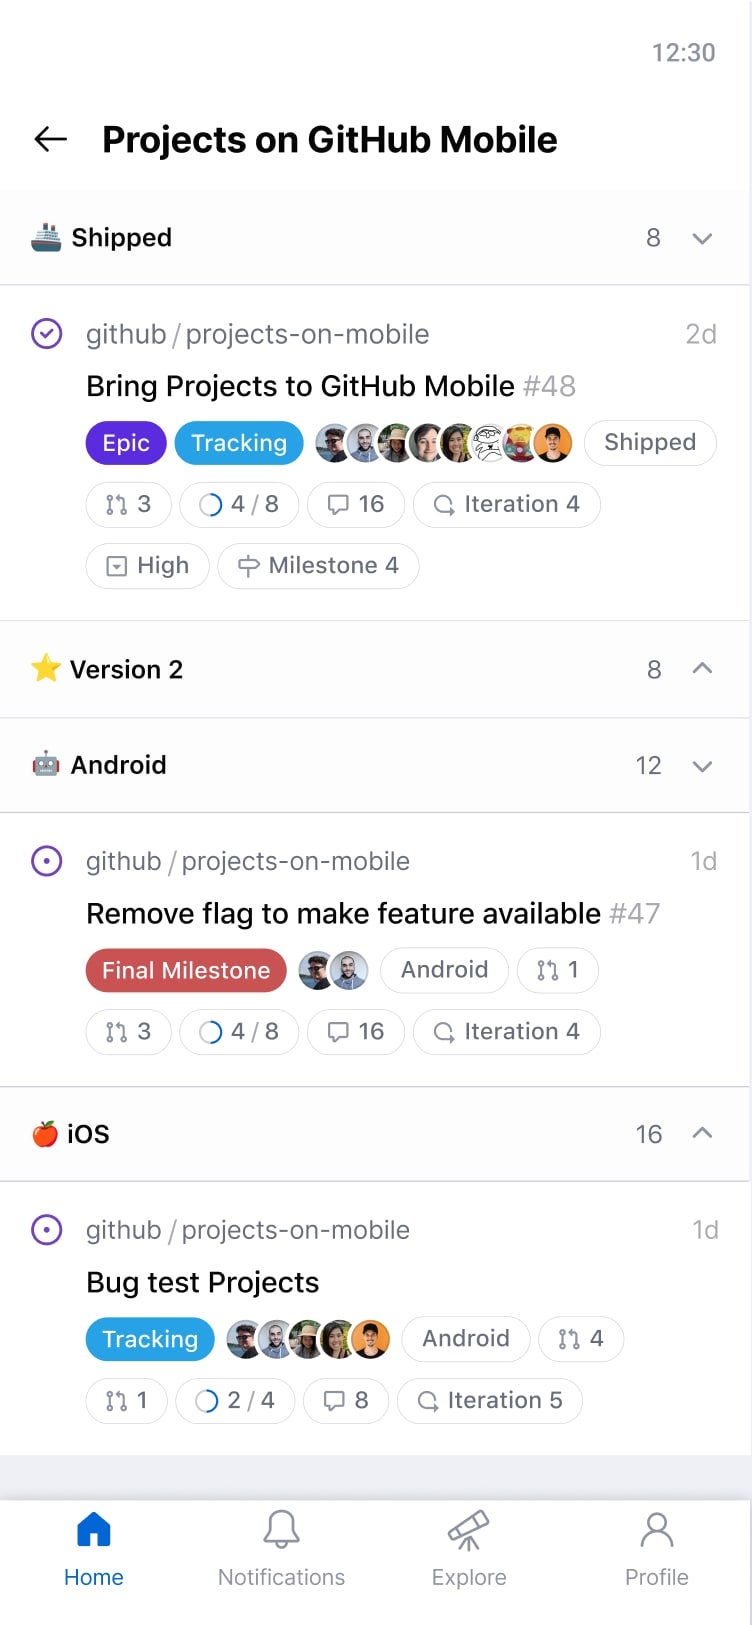 12:30
Projects on GitHub Mobile
Shipped 8
github / projects-on-mobile 2d
Bring Projects to GitHub Mobile #48
Epic Tracking Shipped
3 4 / 8 16 Iteration 4
High Milestone 4
Version 2 8
Android 12
github / projects-on-mobile 1d
Remove flag to make feature available #47
Final Milestone Android 1
3 4 / 8 16 Iteration 4
iOS 16
github / projects-on-mobile 1d
Bug test Projects
Tracking Android 4
1 2 / 4 8 Iteration 5
Home Notifications Explore Profile